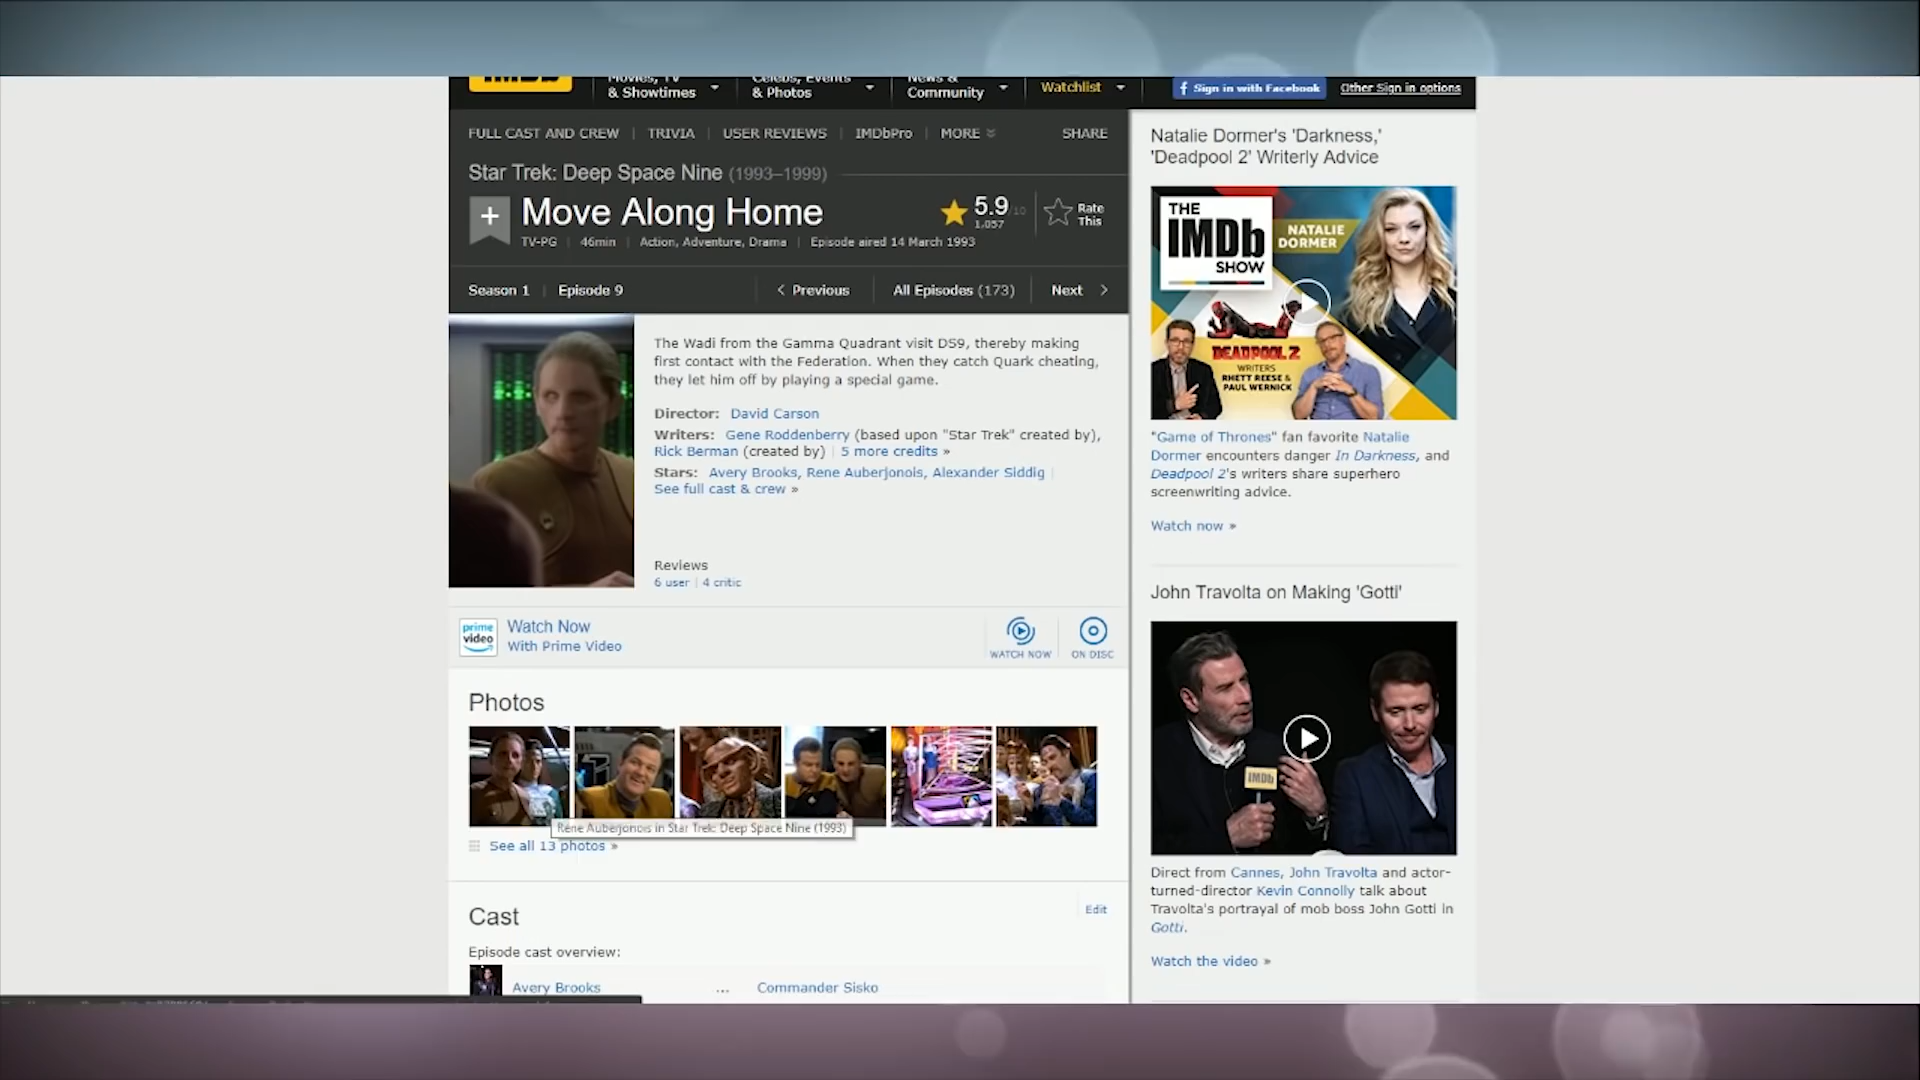 IMDb
Movies, TV
& Showtimes
Celebs, Events
& Photos
News &
Community
Watchlist
f Sign in with Facebook
Other Sign in options
FULL CAST AND CREW
TRIVIA
USER REVIEWS
IMDbPro
MORE
SHARE
Star Trek: Deep Space Nine (1993–1999)
+ Move Along Home
5.9/10
1,057
Rate
This
TV-PG | 46min | Action, Adventure, Drama | Episode aired 14 March 1993
Season 1 | Episode 9
Previous
All Episodes (173)
Next
The Wadi from the Gamma Quadrant visit DS9, thereby making
first contact with the Federation. When they catch Quark cheating,
they let him off by playing a special game.
Director: David Carson
Writers: Gene Roddenberry (based upon "Star Trek" created by),
Rick Berman (created by) | 5 more credits »
Stars: Avery Brooks, Rene Auberjonois, Alexander Siddig |
See full cast & crew »
Reviews
6 user | 4 critic
prime
video
Watch Now
With Prime Video
WATCH NOW
ON DISC
Photos
Rene Auberjonois in Star Trek: Deep Space Nine (1993)
See all 13 photos »
Cast
Edit
Episode cast overview:
Avery Brooks ... Commander Sisko
Natalie Dormer's 'Darkness,'
'Deadpool 2' Writerly Advice
THE
IMDb
SHOW
NATALIE
DORMER
DEADPOOL 2
WRITERS
RHETT REESE &
PAUL WERNICK
"Game of Thrones" fan favorite Natalie
Dormer encounters danger In Darkness, and
Deadpool 2's writers share superhero
screenwriting advice.
Watch now »
John Travolta on Making 'Gotti'
IMDb
Direct from Cannes, John Travolta and actor-
turned-director Kevin Connolly talk about
Travolta's portrayal of mob boss John Gotti in
Gotti.
Watch the video »